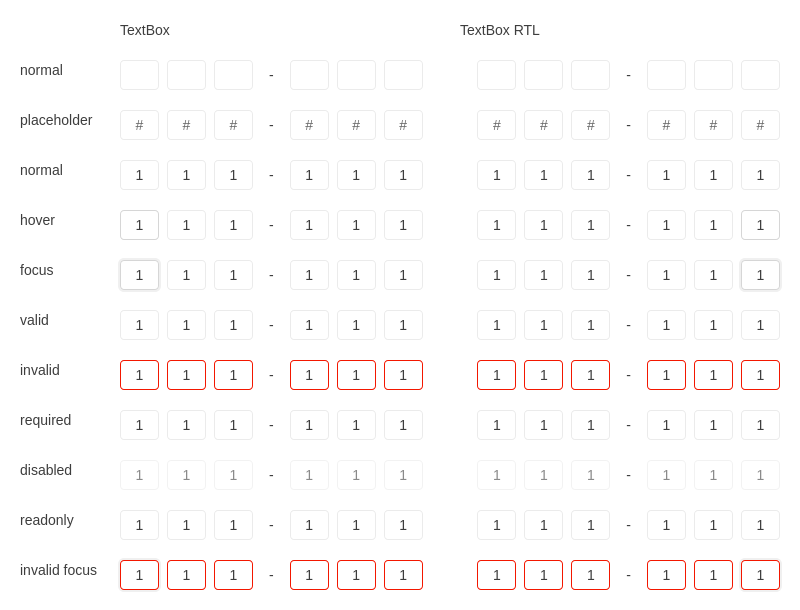 TextBox TextBox RTL
normal - -
placeholder # # # - # # # # # # - # # #
normal 1 1 1 - 1 1 1 1 1 1 - 1 1 1
hover 1 1 1 - 1 1 1 1 1 1 - 1 1 1
focus 1 1 1 - 1 1 1 1 1 1 - 1 1 1
valid 1 1 1 - 1 1 1 1 1 1 - 1 1 1
invalid 1 1 1 - 1 1 1 1 1 1 - 1 1 1
required 1 1 1 - 1 1 1 1 1 1 - 1 1 1
disabled 1 1 1 - 1 1 1 1 1 1 - 1 1 1
readonly 1 1 1 - 1 1 1 1 1 1 - 1 1 1
invalid focus 1 1 1 - 1 1 1 1 1 1 - 1 1 1